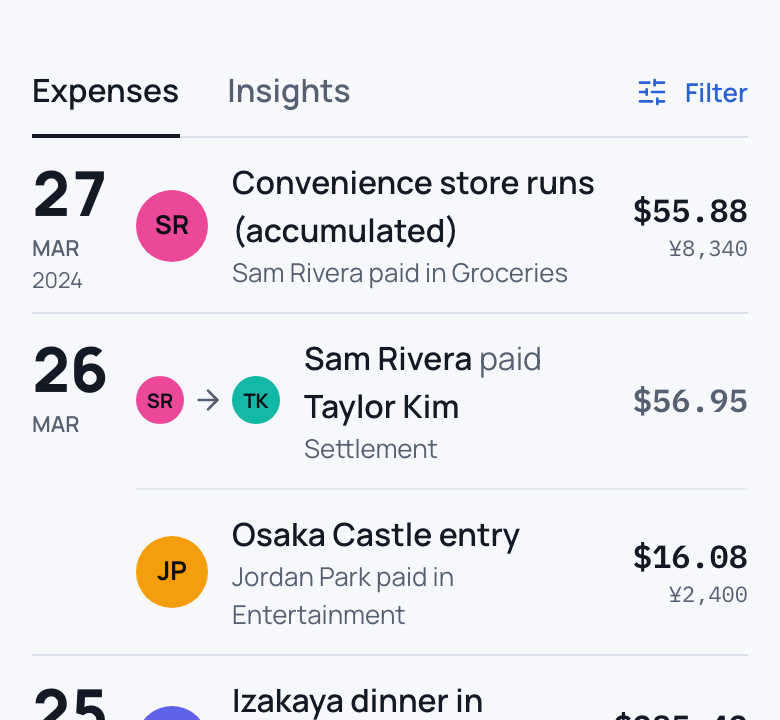 Expenses Insights Filter
27
MAR
2024
SR
Convenience store runs
(accumulated)
Sam Rivera paid in Groceries
$55.88
¥8,340
26
MAR
SR → TK
Sam Rivera paid
Taylor Kim
Settlement
$56.95
JP
Osaka Castle entry
Jordan Park paid in
Entertainment
$16.08
¥2,400
25
Izakaya dinner in